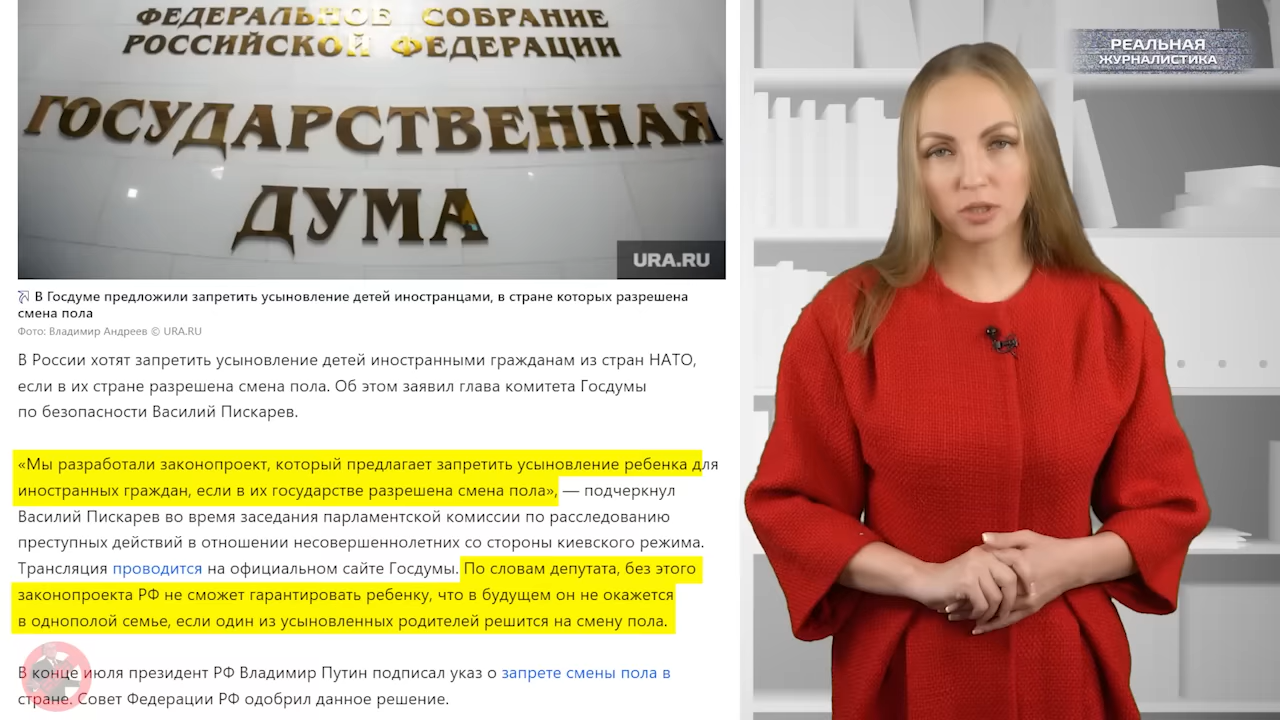 ФЕДЕРАЛЬНОЕ СОБРАНИЕ
РОССИЙСКОЙ ФЕДЕРАЦИИ
ГОСУДАРСТВЕННАЯ
ДУМА
URA.RU
В Госдуме предложили запретить усыновление детей иностранцами, в стране которых разрешена
смена пола
Фото: Владимир Андреев © URA.RU
В России хотят запретить усыновление детей иностранными гражданам из стран НАТО,
если в их стране разрешена смена пола. Об этом заявил глава комитета Госдумы
по безопасности Василий Пискарев.
«Мы разработали законопроект, который предлагает запретить усыновление ребенка для
иностранных граждан, если в их государстве разрешена смена пола», — подчеркнул
Василий Пискарев во время заседания парламентской комиссии по расследованию
преступных действий в отношении несовершеннолетних со стороны киевского режима.
Трансляция проводится на официальном сайте Госдумы. По словам депутата, без этого
законопроекта РФ не сможет гарантировать ребенку, что в будущем он не окажется
в однополой семье, если один из усыновленных родителей решится на смену пола.
В конце июля президент РФ Владимир Путин подписал указ о запрете смены пола в
стране. Совет Федерации РФ одобрил данное решение.
РЕАЛЬНАЯ
ЖУРНАЛИСТИКА